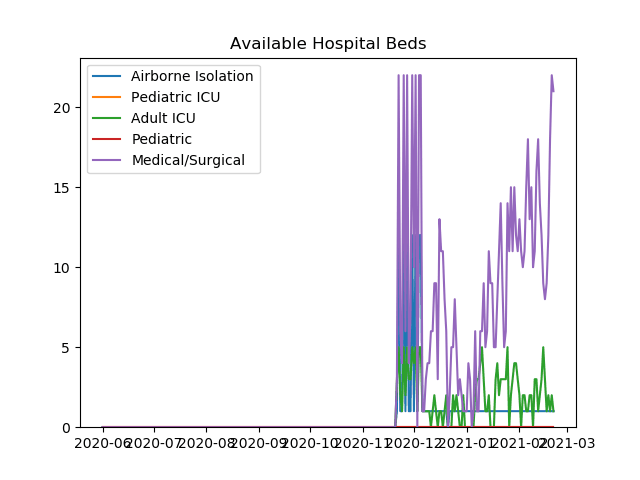 Available Hospital Beds
Airborne Isolation
Pediatric ICU
Adult ICU
Pediatric
Medical/Surgical
20
15
10
5
0
2020-06 2020-07 2020-08 2020-09 2020-10 2020-11 2020-12 2021-01 2021-02 2021-03